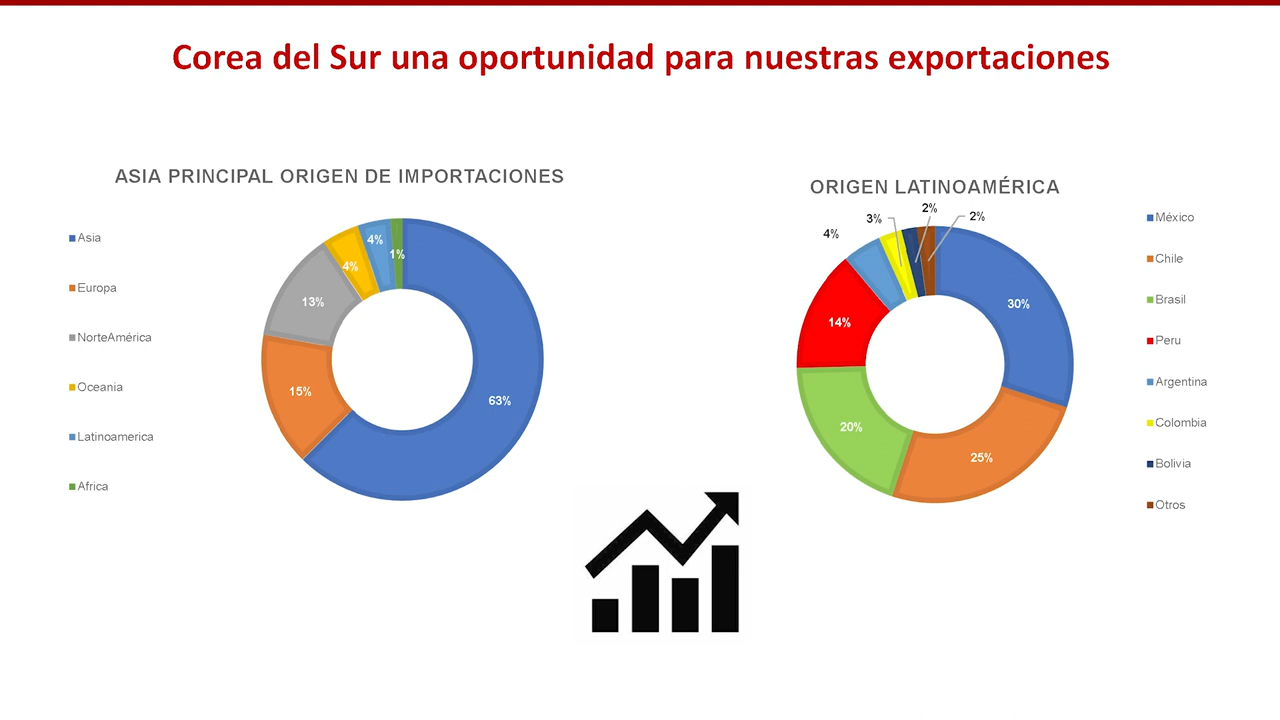 Corea del Sur una oportunidad para nuestras exportaciones
ASIA PRINCIPAL ORIGEN DE IMPORTACIONES
Asia
Europa
NorteAmérica
Oceania
Latinoamerica
Africa
63%
15%
13%
4%
4%
1%
ORIGEN LATINOAMÉRICA
30%
25%
20%
14%
4%
3%
2%
2%
México
Chile
Brasil
Peru
Argentina
Colombia
Bolivia
Otros